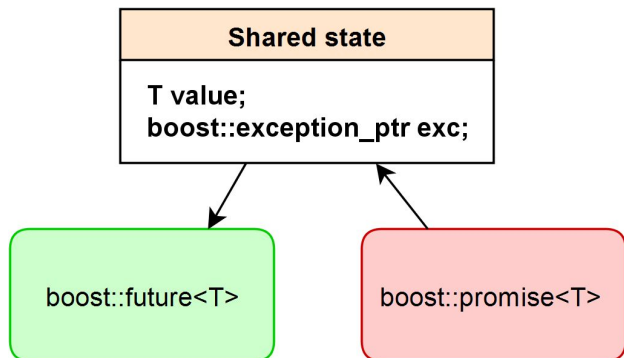 Shared state
T value;
boost::exception_ptr exc;
boost::future<T>
boost::promise<T>